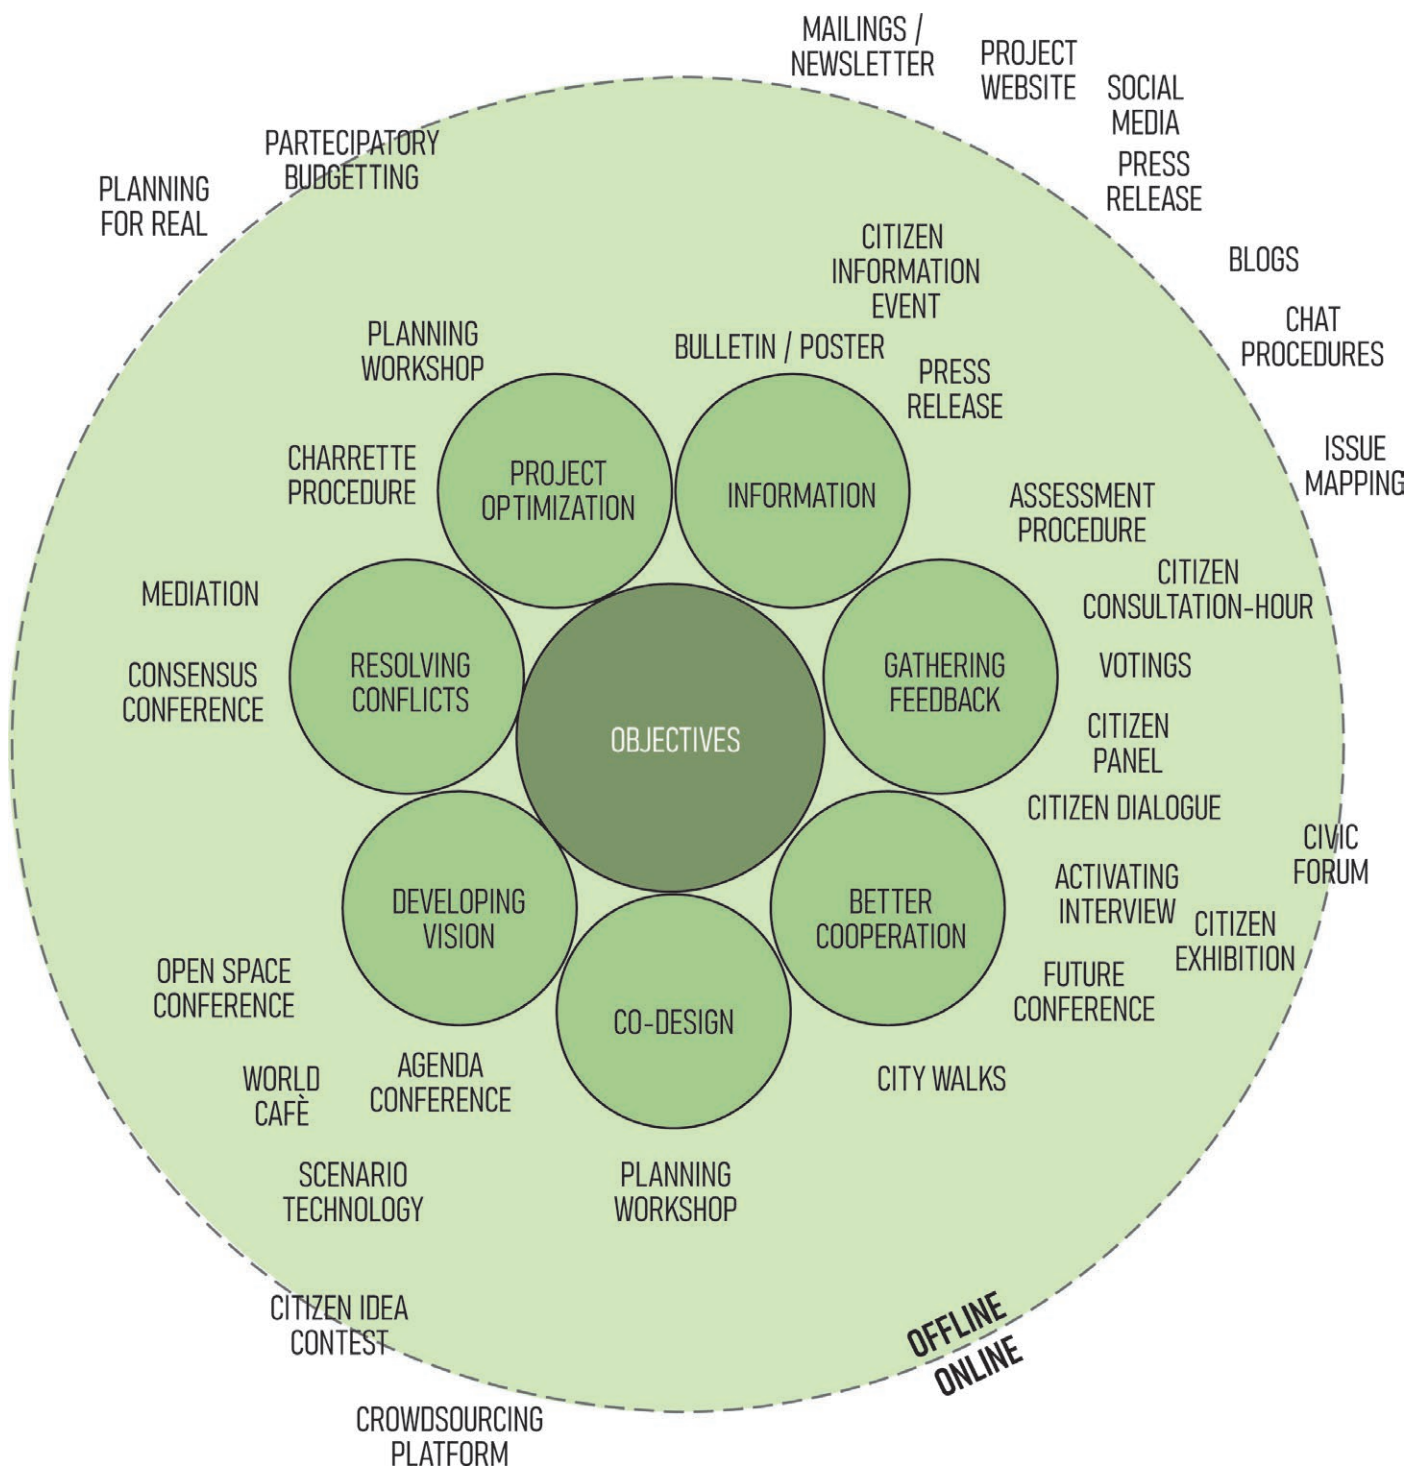 MAILINGS /
NEWSLETTER
PROJECT
WEBSITE
SOCIAL
MEDIA
PRESS
RELEASE
PARTECIPATORY
BUDGETTING
PLANNING
FOR REAL
CITIZEN
INFORMATION
EVENT
BLOGS
CHAT
PROCEDURES
PLANNING
WORKSHOP
BULLETIN / POSTER
PRESS
RELEASE
ISSUE
MAPPING
CHARRETTE
PROCEDURE
PROJECT
OPTIMIZATION
INFORMATION
ASSESSMENT
PROCEDURE
CITIZEN
CONSULTATION-HOUR
MEDIATION
CONSENSUS
CONFERENCE
RESOLVING
CONFLICTS
GATHERING
FEEDBACK
VOTINGS
OBJECTIVES
CITIZEN
PANEL
CITIZEN DIALOGUE
CIVIC
FORUM
DEVELOPING
VISION
BETTER
COOPERATION
ACTIVATING
INTERVIEW
CITIZEN
EXHIBITION
OPEN SPACE
CONFERENCE
CO-DESIGN
FUTURE
CONFERENCE
WORLD
CAFÈ
AGENDA
CONFERENCE
CITY WALKS
SCENARIO
TECHNOLOGY
PLANNING
WORKSHOP
CITIZEN IDEA
CONTEST
OFFLINE
ONLINE
CROWDSOURCING
PLATFORM